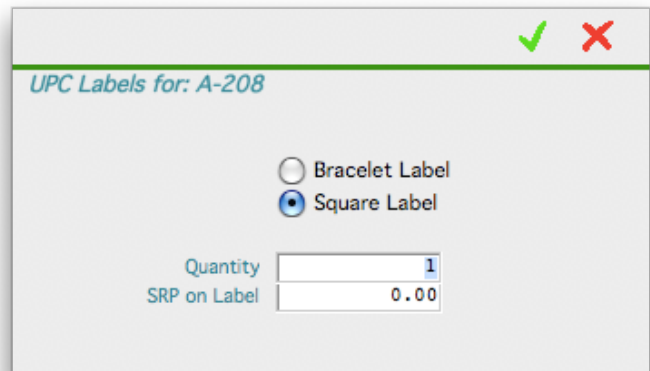 UPC Labels for: A-208
Bracelet Label
Square Label
Quantity 1
SRP on Label 0.00